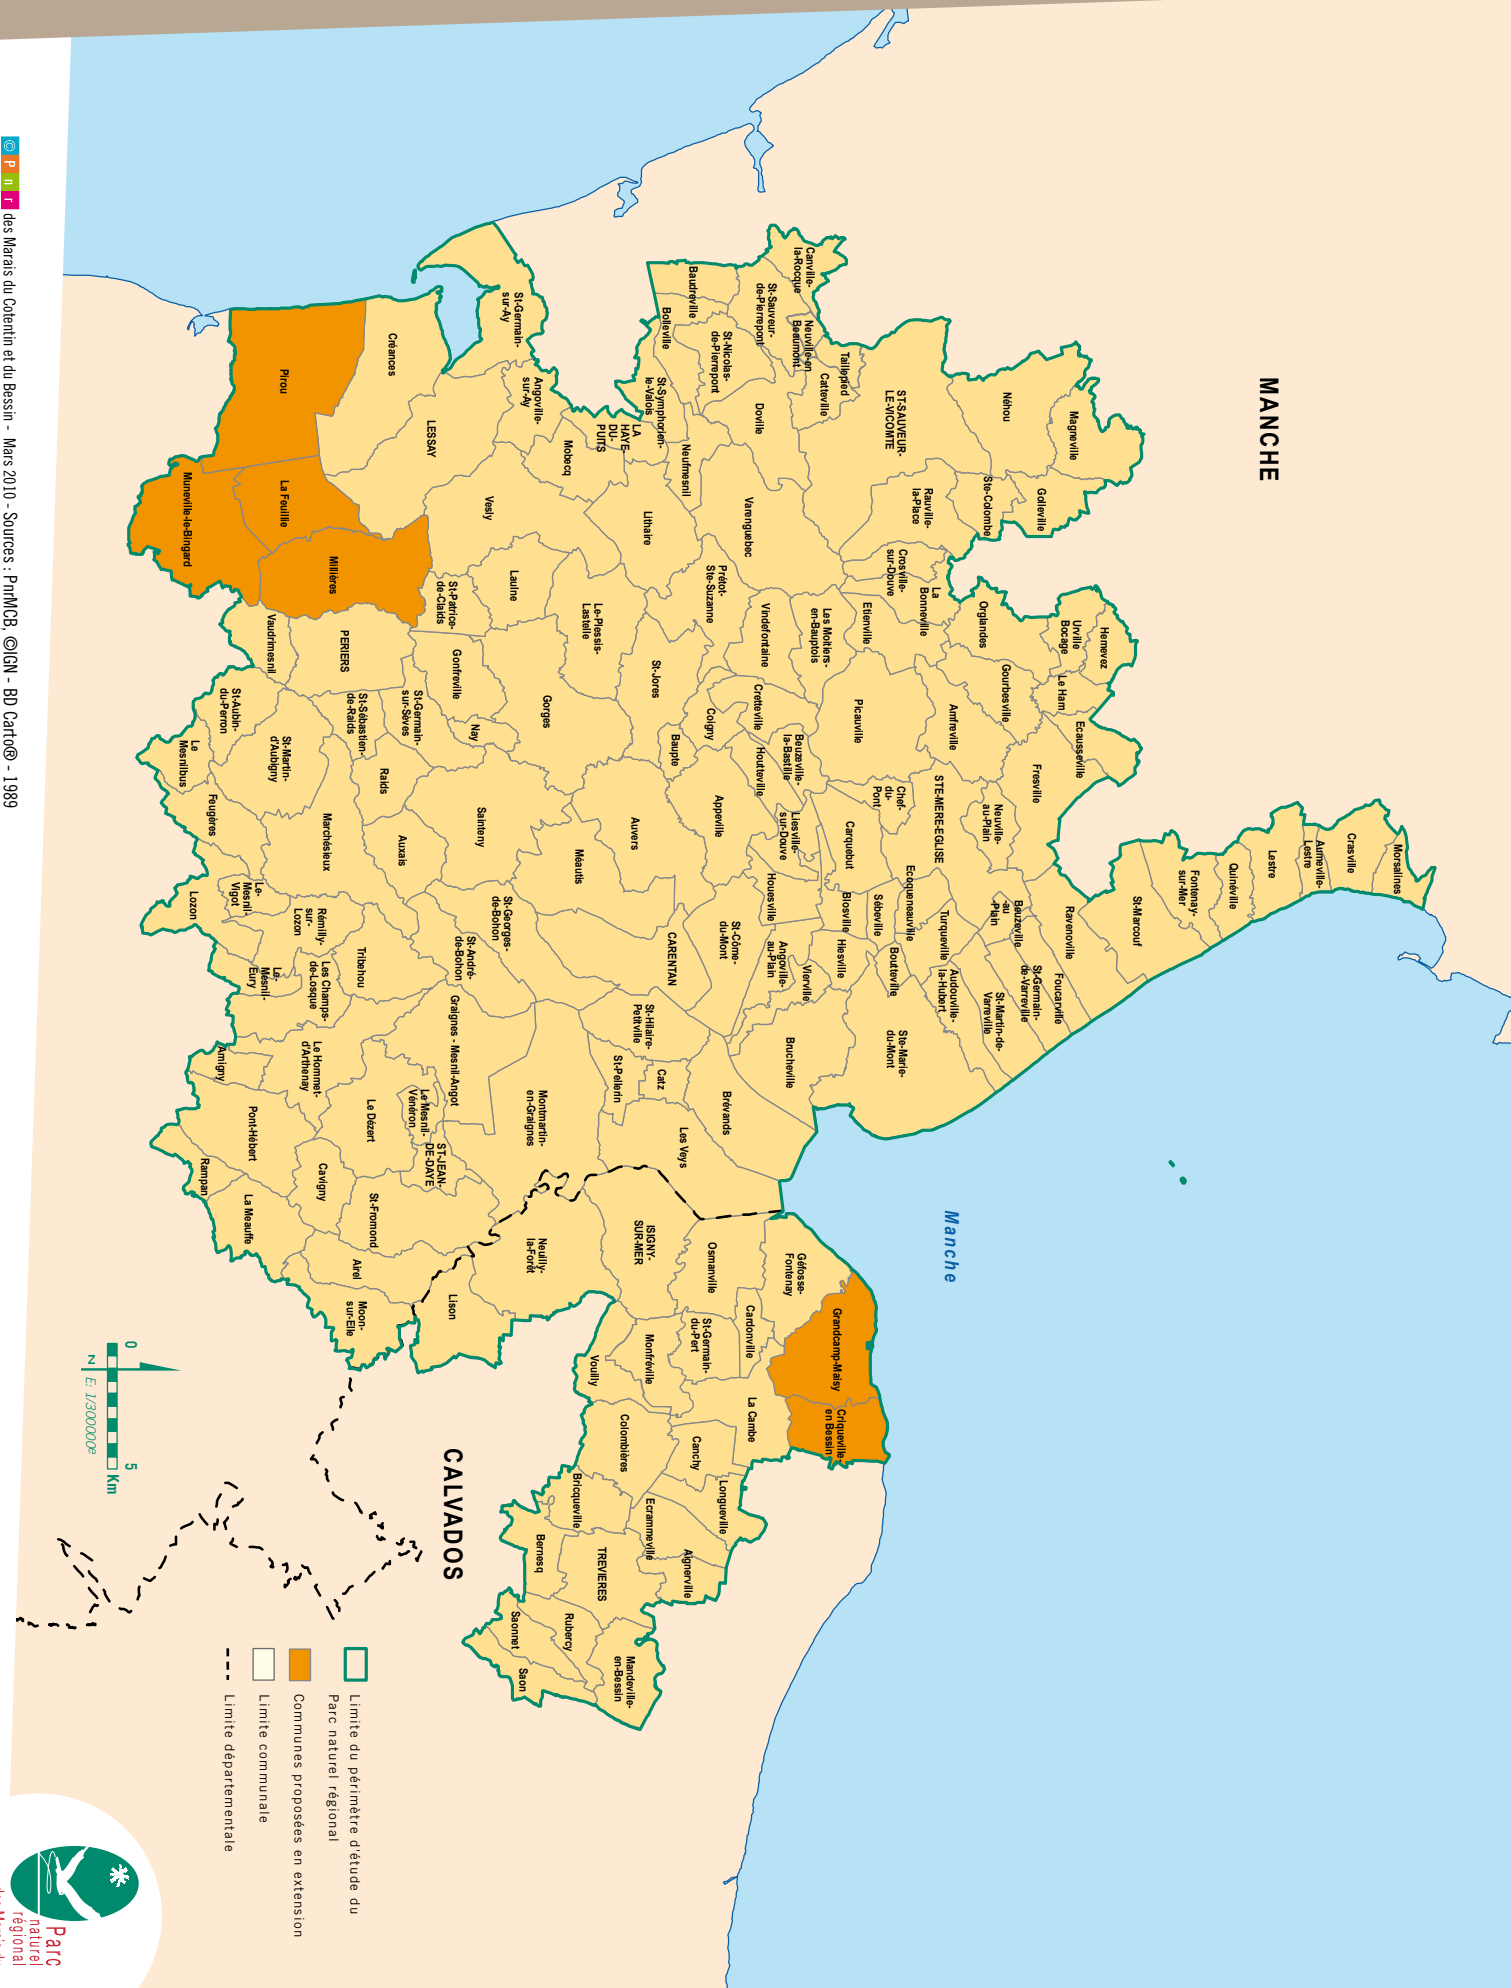 MANCHE
Morsalines
Crasville
Aumeville-
Lestre
Lestre
Quinéville
Fontenay-
sur-Mer
St-Marcouf
Hemevez
Urville
Bocage
Le Ham
Ecausseville
Magneville
Golleville
Néhou
Ste-Colombe
Orglandes
Gourbesville
Fresville
Ravenoville
Foucarville
Amfreville
Neuville-
au-Plain
Beuzeville
-au
-Plain
St-Germain-
de-Varreville
St-Martin-de-
Varreville
STE-MERE-EGLISE
Turqueville
Audouville-
la-Hubert
Ecoqueneauville
Sébeville
Boutteville
Ste-Marie-
du-Mont
ST-SAUVEUR-
LE-VICOMTE
Rauville-
la-Place
Crosville-
sur-Douve
La
Bonneville
Etienville
Picauville
Chef-
du-
Pont
Carquebut
Blosville
Hiesville
Taillepied
Catteville
Neuville-en
Beaumont
Canville-
la-Rocque
St-Sauveur-
de-Pierrepont
Les Moitiers-
en-Bauptois
Beuzeville-
la-Bastille
Liesville-
sur-Douve
Houesville
Angoville-
au-Plain
Vierville
Brucheville
Doville
Varenguebec
Vindefontaine
Cretteville
Houtteville
St-Nicolas-
de-Pierrepont
Baudreville
Bolleville
St-Symphorien-
le-Valois
Neufmesnil
Prétot-
Ste-Suzanne
Coigny
Appeville
St-Côme-
du-Mont
Brévands
LA
HAYE-
DU-
PUITS
Mobecq
Lithaire
St-Jores
Baupte
Auvers
CARENTAN
St-Hilaire-
Petitville
Catz
St-Pellerin
Les Veys
Le-Plessis-
Lastelle
Méautis
St-Germain-
sur-Ay
Angoville-
sur-Ay
Vesly
Laulne
Gorges
Sainteny
St-Georges-
de-Bohon
St-André-
de-Bohon
Montmartin-
en-Graignes
Graignes - Mesnil-Angot
Créances
LESSAY
St-Patrice-
de-Claids
Gonfreville
Nay
St-Germain-
sur-Sèves
Raids
Auxais
Le Mesnil-
Vénéron
ST-JEAN-
DE-DAYE
Pirou
La Feuillie
Millières
Muneville-le-Bingard
PERIERS
Vaudrimesnil
St-Sébastien-
de-Raids
St-Martin-
d'Aubigny
Marchésieux
St-Aubin-
du-Perron
Le
Mesnilbus
Feugères
Lozon
Le-
Mesnil-
Vigot
Rémilly-
sur-
Lozon
Tribehou
Les Champs-
de-Losque
Le-
Mesnil-
Eury
Le Hommet-
d'Arthenay
Le Dézert
Amigny
Pont-Hébert
Cavigny
St-Fromond
Rampan
La Meauffe
Airel
Moon-
sur-Elle
Manche
Géfosse-
Fontenay
Grandcamp-Maisy
Criqueville-
en Bessin
Osmanville
Cardonville
ISIGNY-
SUR-MER
St-Germain-
du-Pert
La Cambe
Neuilly-
la-Forêt
Lison
Monfréville
Vouilly
Canchy
Colombières
Longueville
Ecrammeville
Aignerville
Bricqueville
Bernesq
TREVIERES
Rubercy
Saonnet
Saon
Mandeville-
en-Bessin
CALVADOS
0 5 Km
N
E: 1/300000e
Limite du périmètre d'étude du
Parc naturel régional
Communes proposées en extension
Limite communale
Limite départementale
© P n r des Marais du Cotentin et du Bessin - Mars 2010 - Sources : PnrMCB, ©IGN - BD Carto® - 1989
Parc
naturel
régional